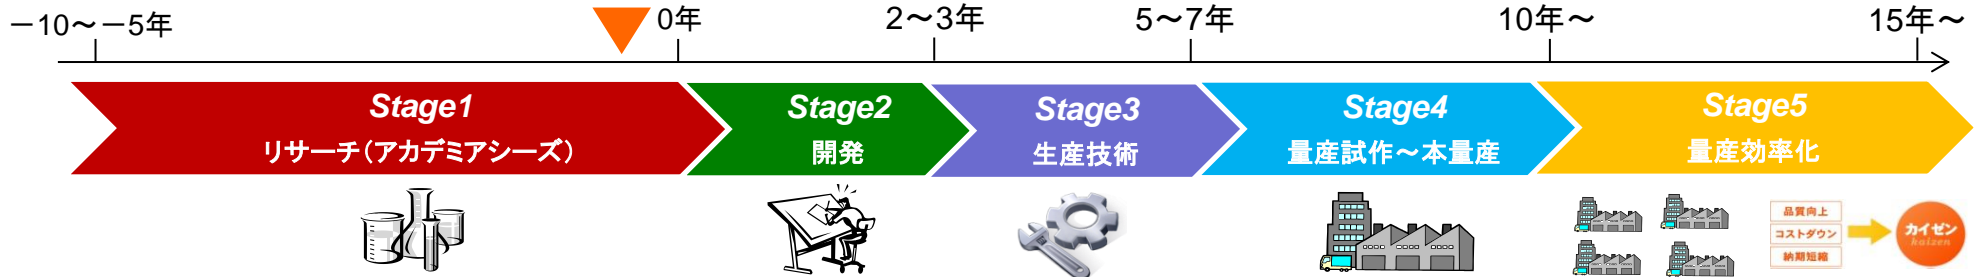 －10～－5年
0年
2～3年
5～7年
10年～
15年～
Stage1
リサーチ（アカデミアシーズ）
Stage2
開発
Stage3
生産技術
Stage4
量産試作～本量産
Stage5
量産効率化
品質向上
コストダウン
納期短縮
カイゼン
kaizen